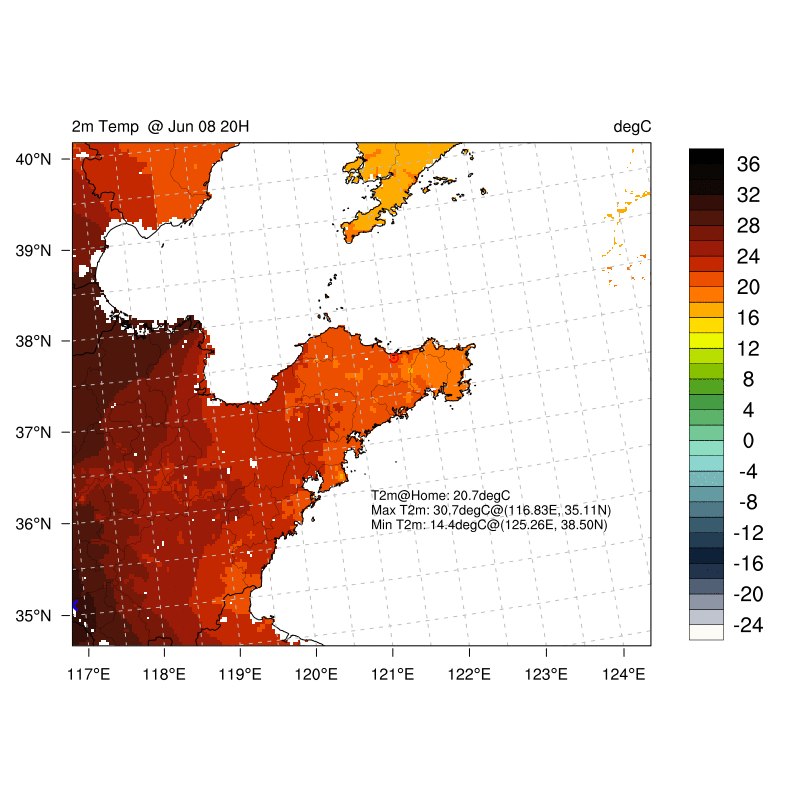 2m Temp @ Jun 08 20H
degC
40°N
39°N
38°N
37°N
36°N
35°N
117°E
118°E
119°E
120°E
121°E
122°E
123°E
124°E
T2m@Home: 20.7degC
Max T2m: 30.7degC@(116.83E, 35.11N)
Min T2m: 14.4degC@(125.26E, 38.50N)
36
32
28
24
20
16
12
8
4
0
-4
-8
-12
-16
-20
-24